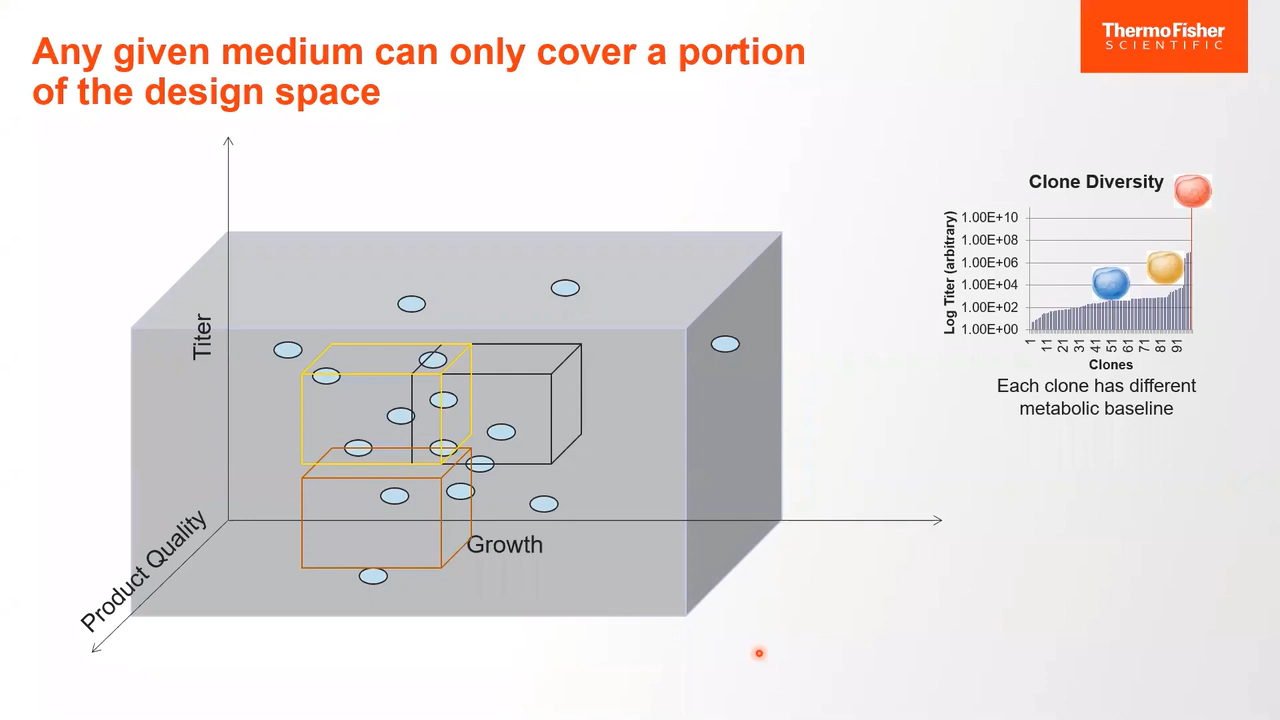 Any given medium can only cover a portion
of the design space
ThermoFisher
SCIENTIFIC
Titer
Product Quality
Growth
Clone Diversity
Log Titer (arbitrary)
1.00E+10
1.00E+08
1.00E+06
1.00E+04
1.00E+02
1.00E+00
1 11 21 31 41 51 61 71 81 91
Clones
Each clone has different
metabolic baseline